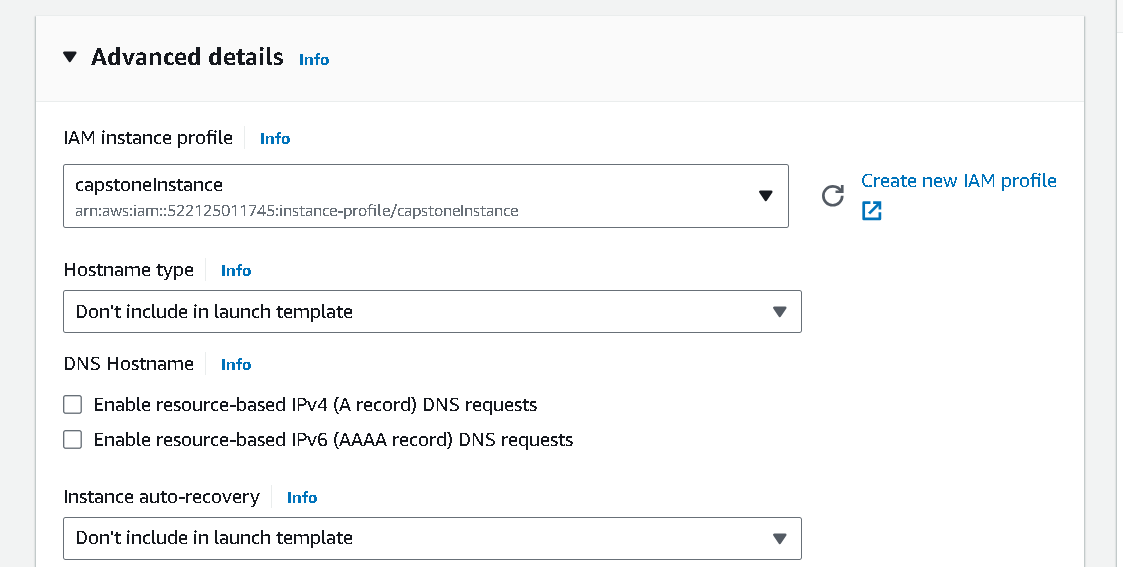 Advanced details Info
IAM instance profile Info
capstoneInstance
arn:aws:iam::522125011745:instance-profile/capstoneInstance
Create new IAM profile
Hostname type Info
Don't include in launch template
DNS Hostname Info
Enable resource-based IPv4 (A record) DNS requests
Enable resource-based IPv6 (AAAA record) DNS requests
Instance auto-recovery Info
Don't include in launch template